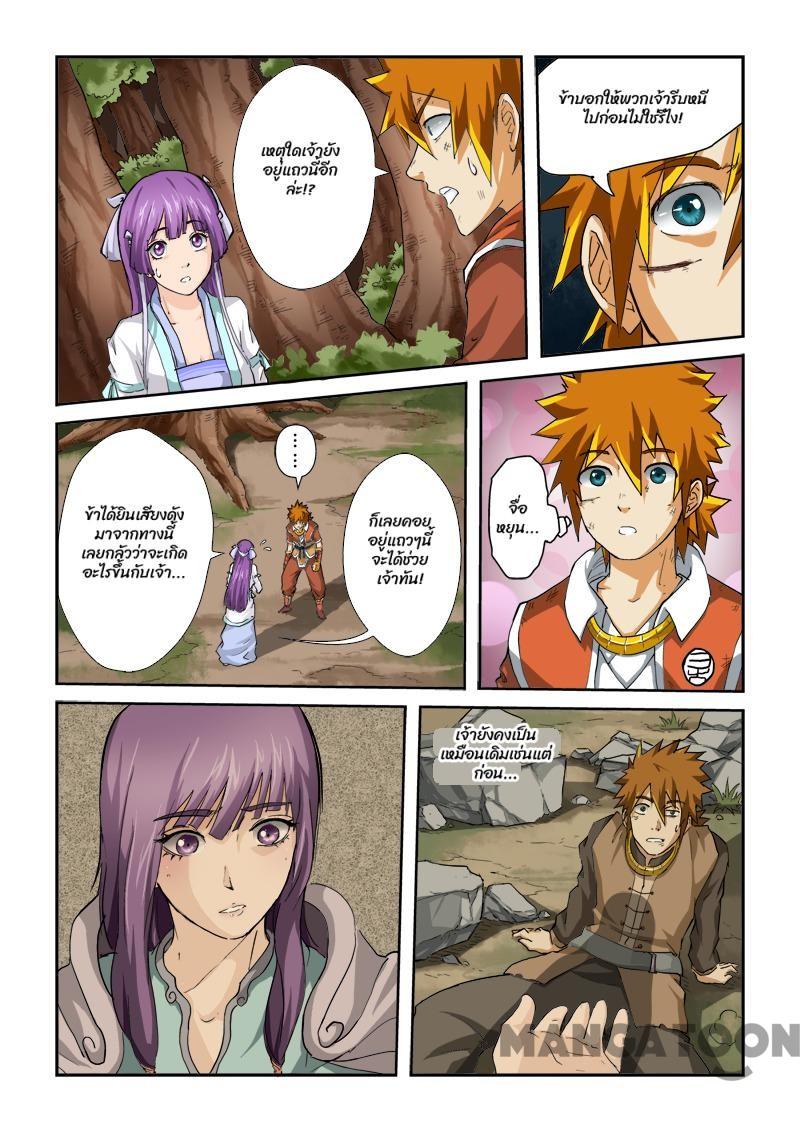 เหตุใดเจ้ายัง
อยู่แถวนี้อีก
ล่ะ!?
ข้าบอกให้พวกเจ้ารีบหนี
ไปก่อนไม่ใช่รึไง!
ข้าได้ยินเสียงดัง
มาจากทางนี้
เลยกลัวว่าจะเกิด
อะไรขึ้นกับเจ้า...
......
ก็เลยคอย
อยู่แถวๆนี้
จะได้ช่วย
เจ้าทัน!
จื่อ
หยุน...
เจ้ายังคงเป็น
เหมือนเดิมเช่นแต่
ก่อน...
MANGATOON